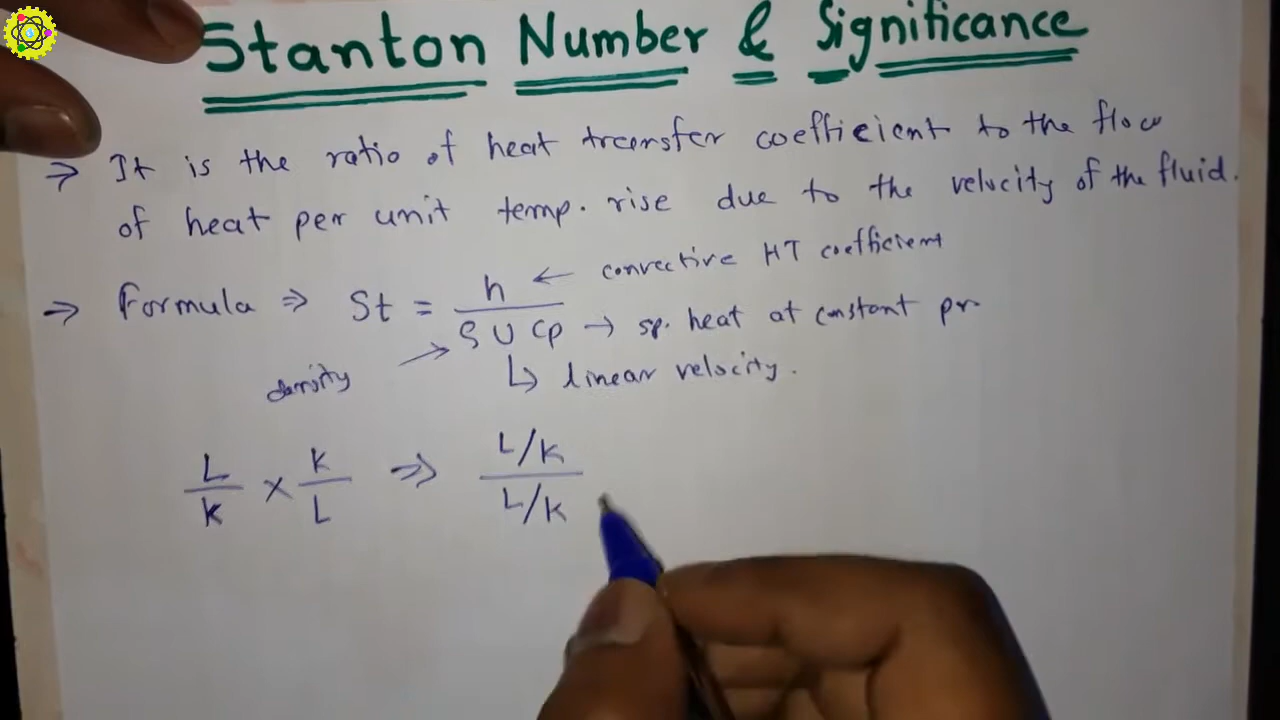 Stanton Number & Significance
⇒ It is the ratio of heat transfer coefficient to the flow
of heat per unit temp. rise due to the velocity of the fluid.
⇒ Formula ⇒ St = h / ρ U Cp
← convective HT coefficient
→ sp. heat at constant pr.
density →
↳ linear velocity.
L/K × K/L ⇒ L/K / L/K